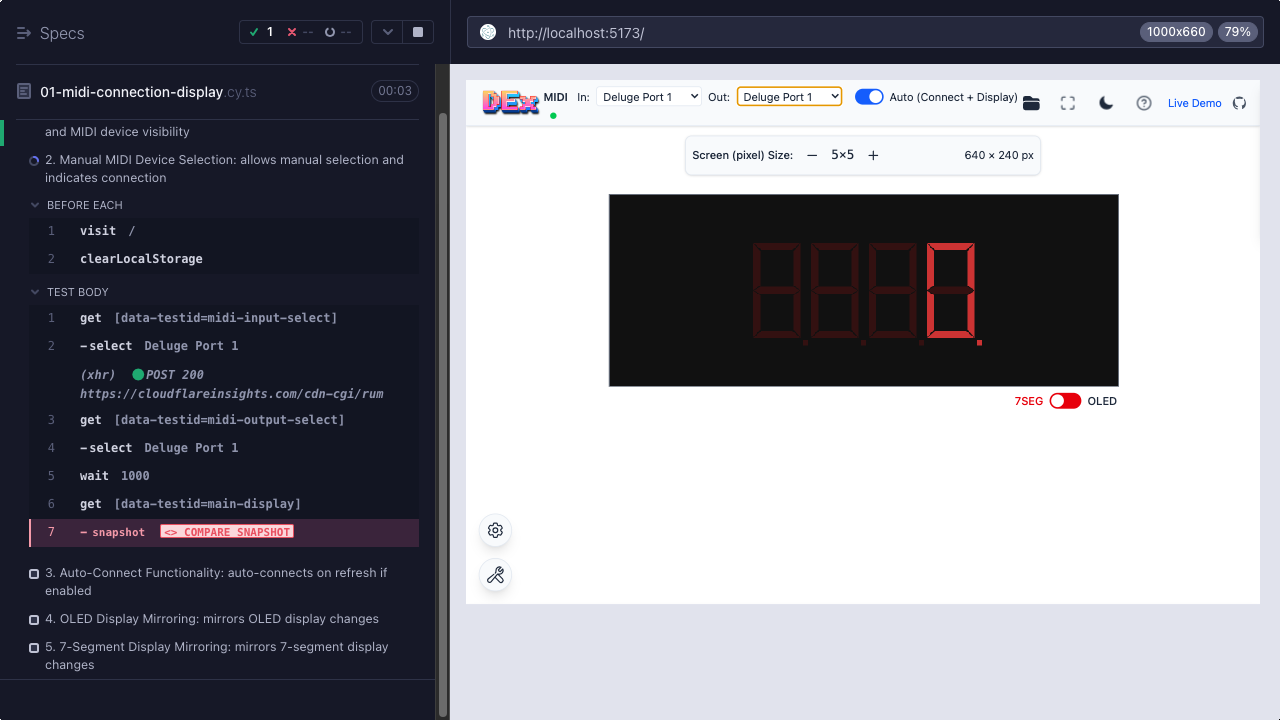 Specs
1
--
--
http://localhost:5173/
1000x660
79%
01-midi-connection-display.cy.ts
00:03
and MIDI device visibility
2. Manual MIDI Device Selection: allows manual selection and
indicates connection
BEFORE EACH
1 visit /
2 clearLocalStorage
TEST BODY
1 get [data-testid=midi-input-select]
2 -select Deluge Port 1
(xhr) POST 200
https://cloudflareinsights.com/cdn-cgi/rum
3 get [data-testid=midi-output-select]
4 -select Deluge Port 1
5 wait 1000
6 get [data-testid=main-display]
7 - snapshot <> COMPARE SNAPSHOT
3. Auto-Connect Functionality: auto-connects on refresh if
enabled
4. OLED Display Mirroring: mirrors OLED display changes
5. 7-Segment Display Mirroring: mirrors 7-segment display
changes
DEx MIDI In: Deluge Port 1 Out: Deluge Port 1 Auto (Connect + Display) Live Demo
Screen (pixel) Size: − 5×5 + 640 × 240 px
0.
7SEG OLED